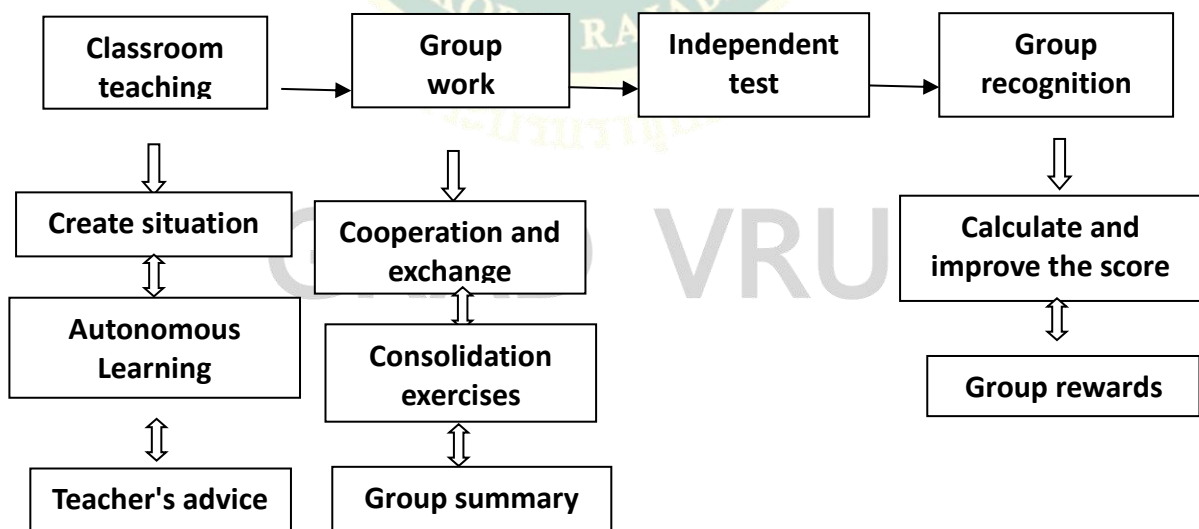 Classroom
teaching
Group
work
Independent
test
Group
recognition
Create situation
Cooperation and
exchange
Calculate and
improve the score
Autonomous
Learning
Consolidation
exercises
Group rewards
Teacher's advice
Group summary
GRAD VRU